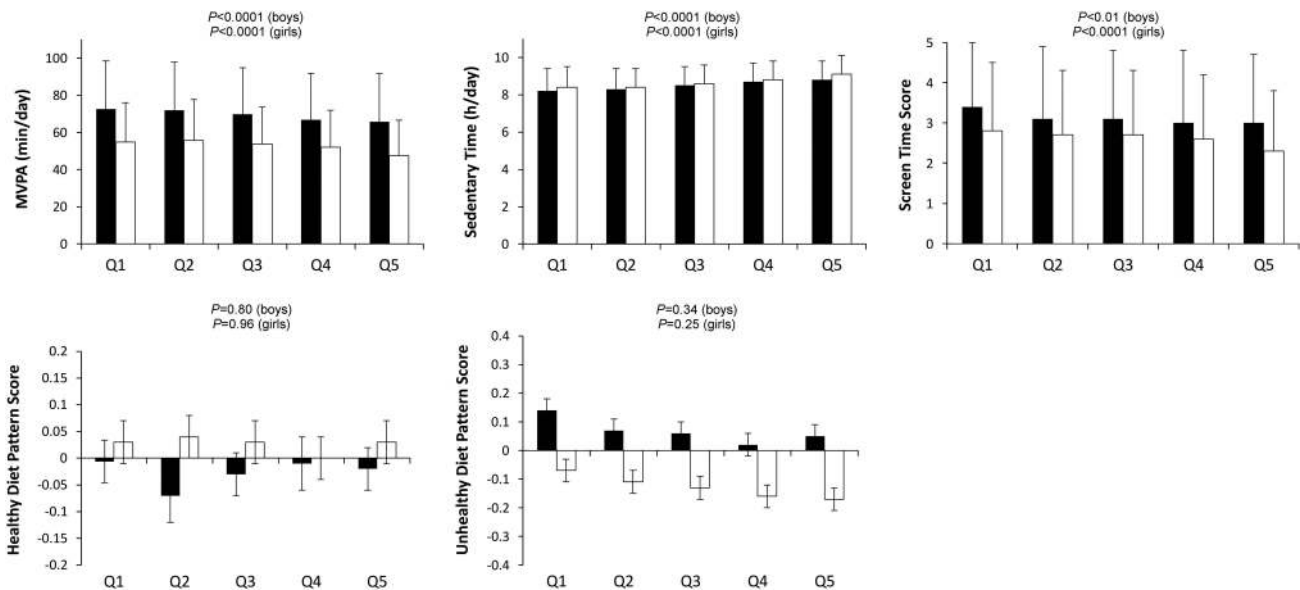 P<0.0001 (boys)
P<0.0001 (girls)
MVPA (min/day)
100
80
60
40
20
0
Q1 Q2 Q3 Q4 Q5
P<0.0001 (boys)
P<0.0001 (girls)
Sedentary Time (h/day)
10
8
6
4
2
0
Q1 Q2 Q3 Q4 Q5
P<0.01 (boys)
P<0.0001 (girls)
Screen Time Score
5
4
3
2
1
0
Q1 Q2 Q3 Q4 Q5
P=0.80 (boys)
P=0.96 (girls)
Healthy Diet Pattern Score
0.2
0.15
0.1
0.05
0
-0.05
-0.1
-0.15
-0.2
Q1 Q2 Q3 Q4 Q5
P=0.34 (boys)
P=0.25 (girls)
Unhealthy Diet Pattern Score
0.4
0.3
0.2
0.1
0
-0.1
-0.2
-0.3
-0.4
Q1 Q2 Q3 Q4 Q5